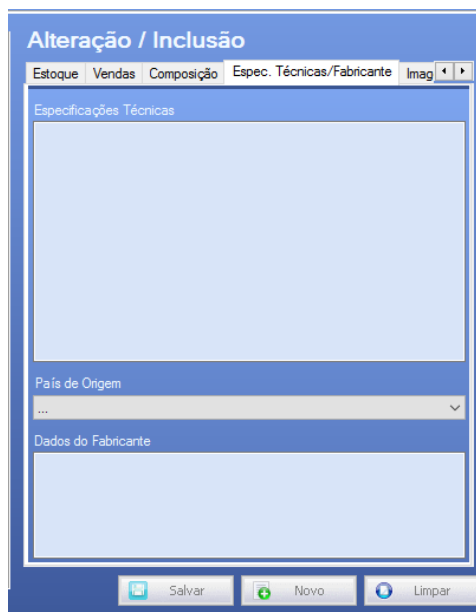 Alteração / Inclusão
Estoque Vendas Composição Espec. Técnicas/Fabricante Imag
Especificações Técnicas
País de Origem
...
Dados do Fabricante
Salvar Novo Limpar